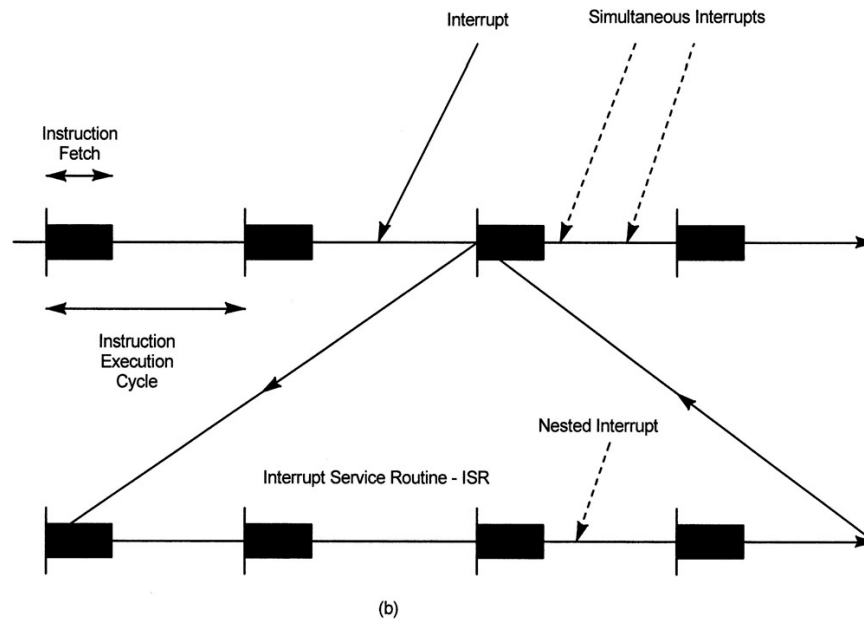 Interrupt
Simultaneous Interrupts
Instruction
Fetch
Instruction
Execution
Cycle
Nested Interrupt
Interrupt Service Routine - ISR
(b)